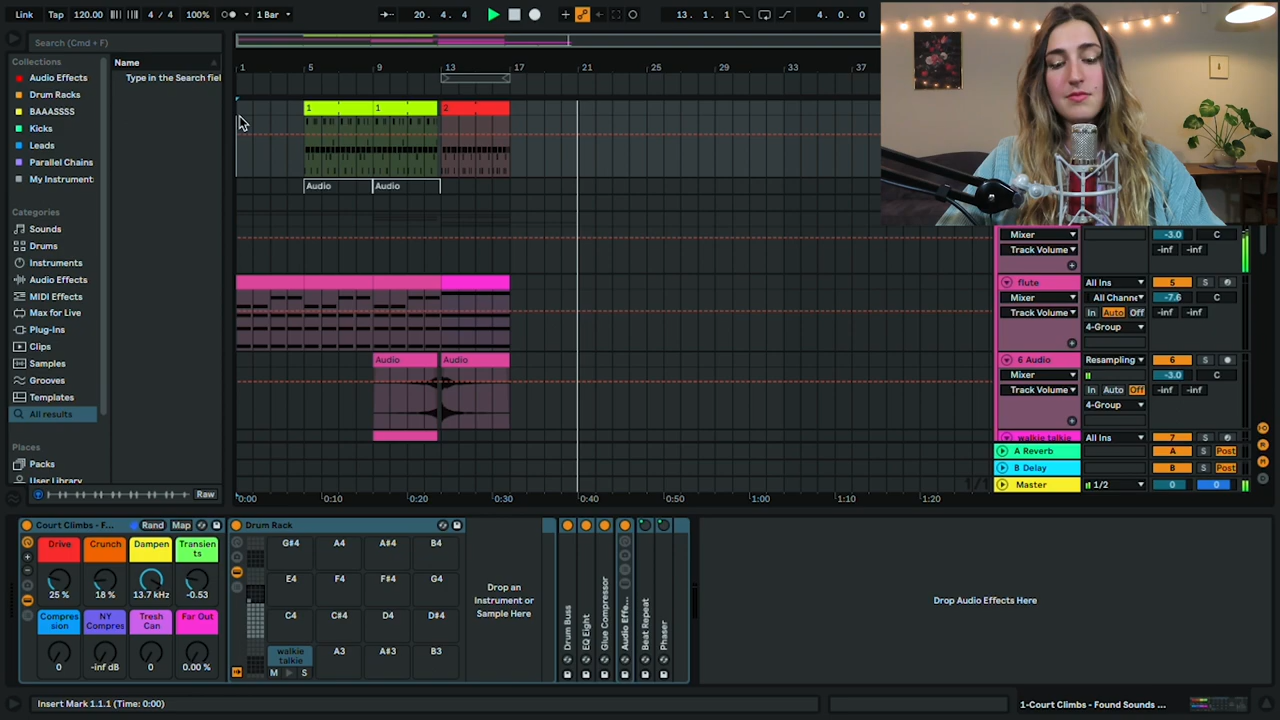 Link Tap 120.00 4 / 4 100% 1 Bar 20. 4. 4 13. 1. 1 4. 0. 0
Search (Cmd + F)
Collections
Audio Effects
Drum Racks
BAAASSSS
Kicks
Leads
Parallel Chains
My Instrument
Categories
Sounds
Drums
Instruments
Audio Effects
MIDI Effects
Max for Live
Plug-Ins
Clips
Samples
Grooves
Templates
All results
Places
Packs
User Library
Name
Type in the Search fiel
Raw
1 5 9 13 17 21 25 29 33 37
1 1 2
Audio Audio
Audio Audio
0:00 0:10 0:20 0:30 0:40 0:50 1:00 1:10 1:20
1/1
Mixer -3.0 C
Track Volume -inf -inf
flute All Ins 5 S
Mixer All Channe -7.6 C
Track Volume In Auto Off -inf -inf
4-Group
6 Audio Resampling 6 S
Mixer -3.0 C
Track Volume In Auto Off -inf -inf
4-Group
walkie talkie All Ins 7 S
A Reverb A S Post
B Delay B S Post
Master 1/2 0 0
Court Climbs - F... Rand Map
Drive Crunch Dampen Transients
25 % 18 % 13.7 kHz -0.53
Compression NY Compres Tresh Can Far Out
0 -inf dB 0 0.00 %
Drum Rack
G#4 A4 A#4 B4
E4 F4 F#4 G4
C4 C#4 D4 D#4
walkie talkie A3 A#3 B3
M S
Drop an
Instrument or
Sample Here
Drum Buss
EQ Eight
Glue Compressor
Audio Effe...
Beat Repeat
Phaser
Drop Audio Effects Here
Insert Mark 1.1.1 (Time: 0:00)
1-Court Climbs - Found Sounds ...